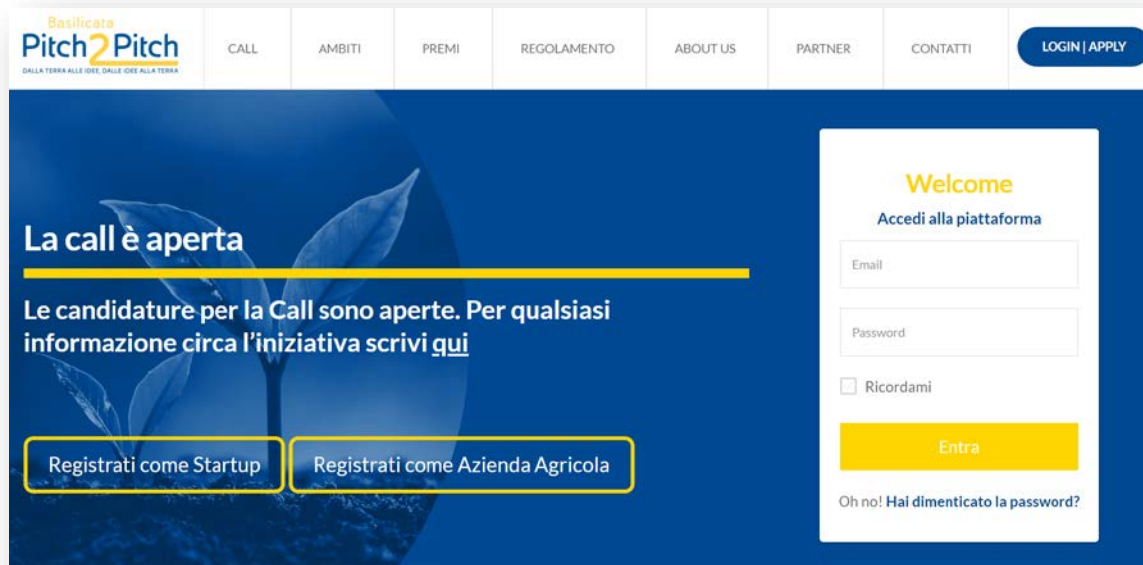 Basilicata
Pitch2Pitch
DALLA TERRA ALLE IDEE, DALLE IDEE ALLA TERRA
CALL
AMBITI
PREMI
REGOLAMENTO
ABOUT US
PARTNER
CONTATTI
LOGIN | APPLY
La call è aperta
Le candidature per la Call sono aperte. Per qualsiasi
informazione circa l'iniziativa scrivi qui
Registrati come Startup
Registrati come Azienda Agricola
Welcome
Accedi alla piattaforma
Email
Password
Ricordami
Entra
Oh no! Hai dimenticato la password?